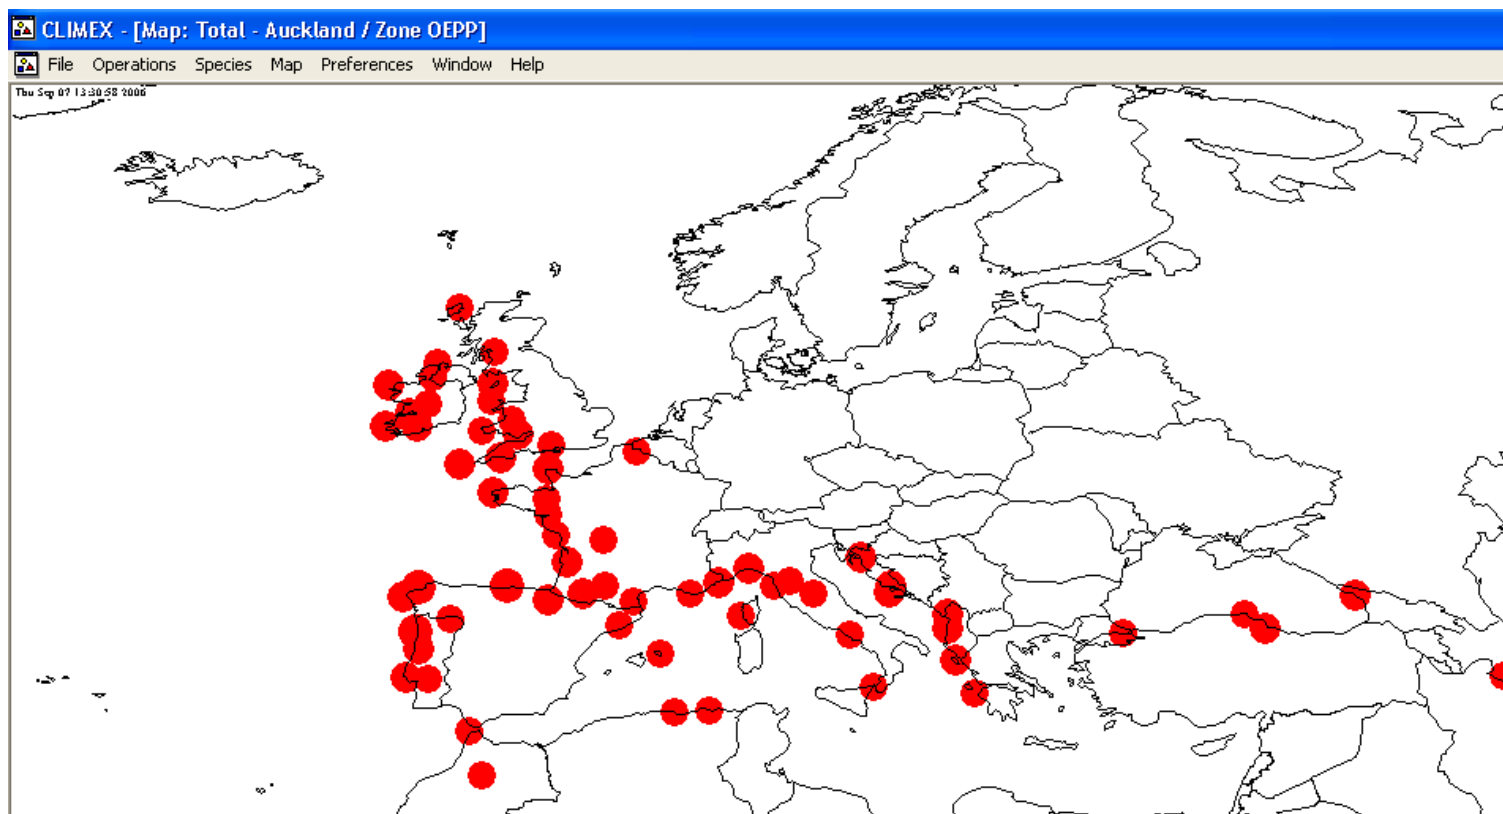 CLIMEX - [Map: Total - Auckland / Zone OEPP]
File Operations Species Map Preferences Window Help
Thu Sep 07 13:30:58 2006